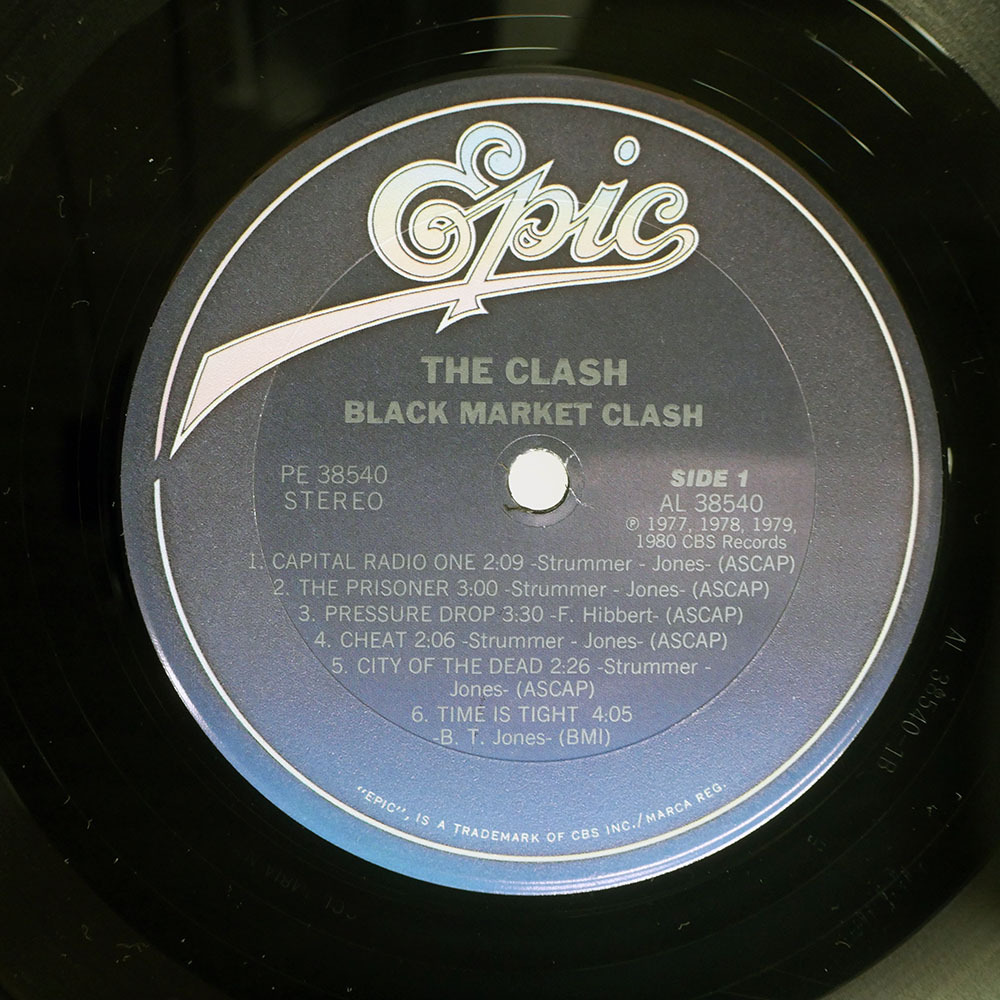 Epic
THE CLASH
BLACK MARKET CLASH
PE 38540
STEREO
SIDE 1
AL 38540
℗ 1977, 1978, 1979,
1980 CBS Records
1. CAPITAL RADIO ONE 2:09 -Strummer - Jones- (ASCAP)
2. THE PRISONER 3:00 -Strummer - Jones- (ASCAP)
3. PRESSURE DROP 3:30 -F. Hibbert- (ASCAP)
4. CHEAT 2:06 -Strummer - Jones- (ASCAP)
5. CITY OF THE DEAD 2:26 -Strummer -
Jones- (ASCAP)
6. TIME IS TIGHT 4:05
-B. T. Jones- (BMI)
"EPIC", IS A TRADEMARK OF CBS INC./MARCA REG.
AL 38540-1B